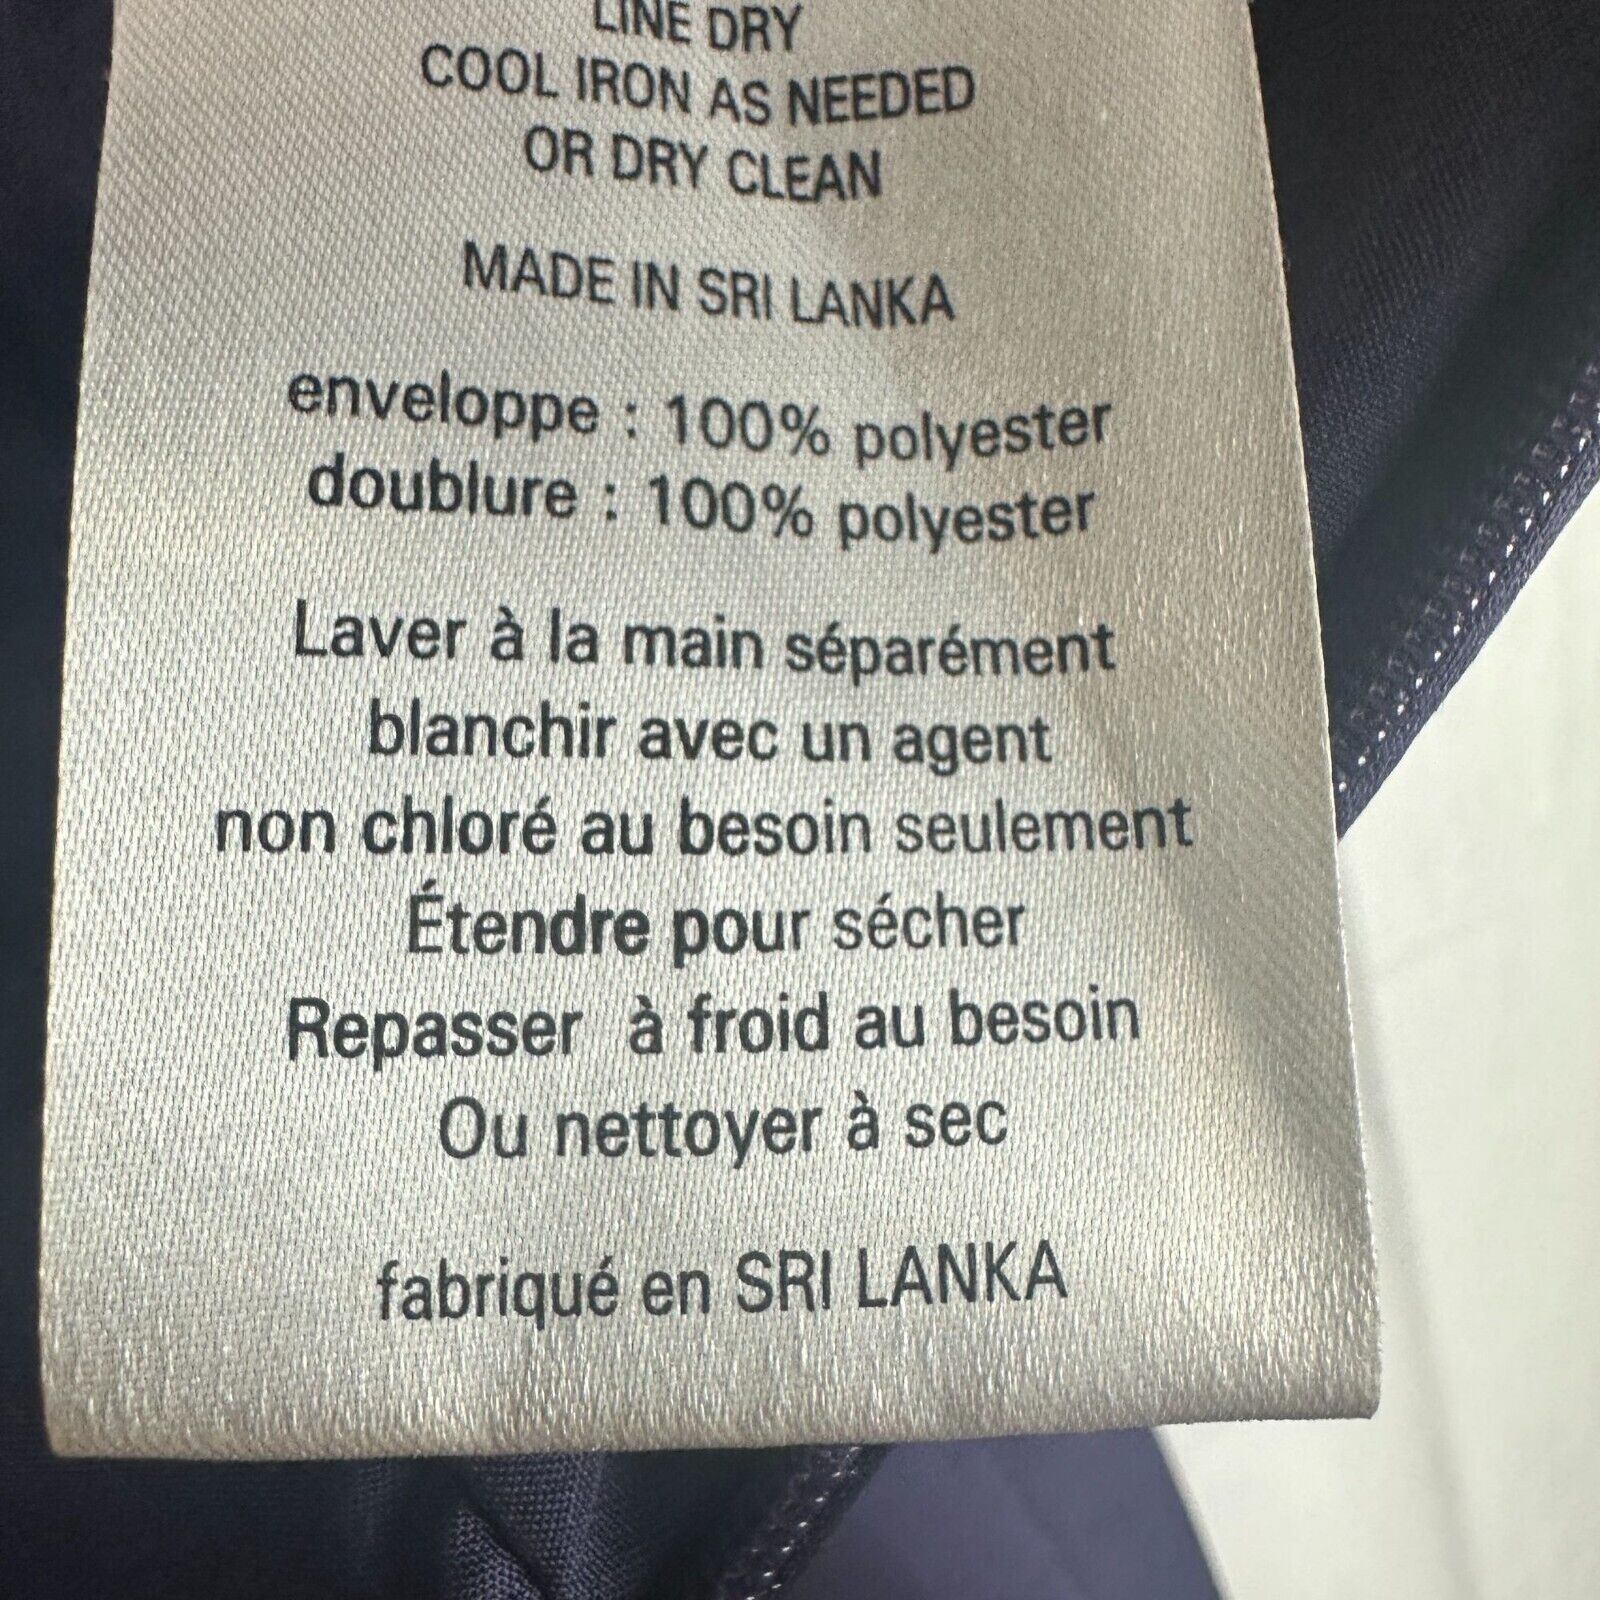 LINE DRY
COOL IRON AS NEEDED
OR DRY CLEAN
MADE IN SRI LANKA
enveloppe : 100% polyester
doublure : 100% polyester
Laver à la main séparément
blanchir avec un agent
non chloré au besoin seulement
Étendre pour sécher
Repasser à froid au besoin
Ou nettoyer à sec
fabriqué en SRI LANKA